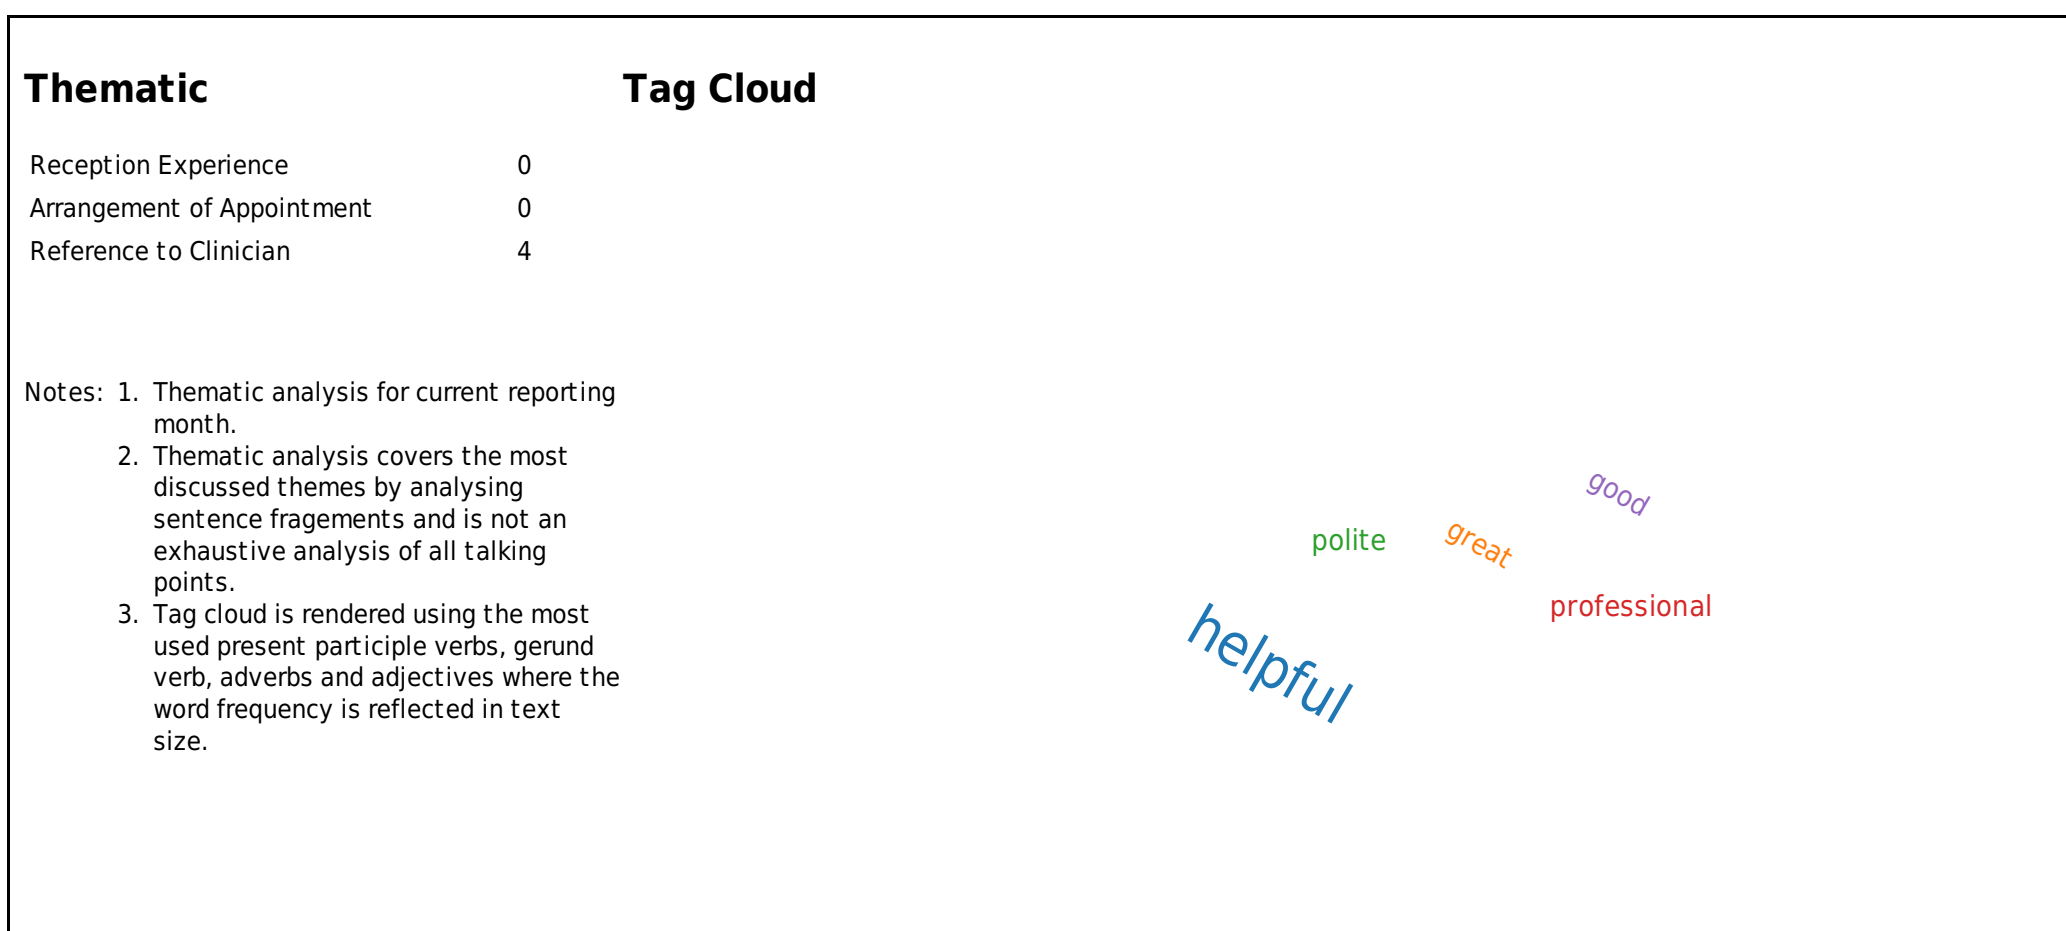 Thematic
Tag Cloud
Reception Experience 0
Arrangement of Appointment 0
Reference to Clinician 4
Notes: 1. Thematic analysis for current reporting
month.
2. Thematic analysis covers the most
discussed themes by analysing
sentence fragements and is not an
exhaustive analysis of all talking
points.
3. Tag cloud is rendered using the most
used present participle verbs, gerund
verb, adverbs and adjectives where the
word frequency is reflected in text
size.
good
polite
great
professional
helpful